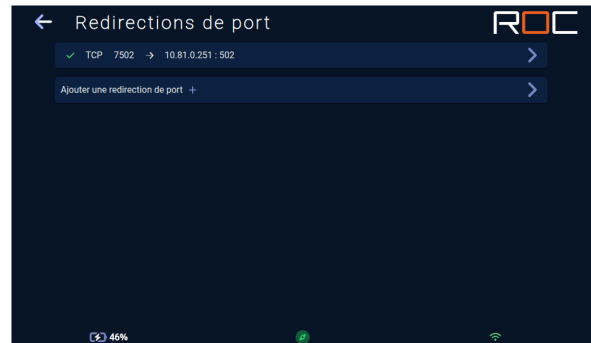 Redirections de port
ROC
TCP 7502 → 10.81.0.251 : 502
Ajouter une redirection de port +
46%